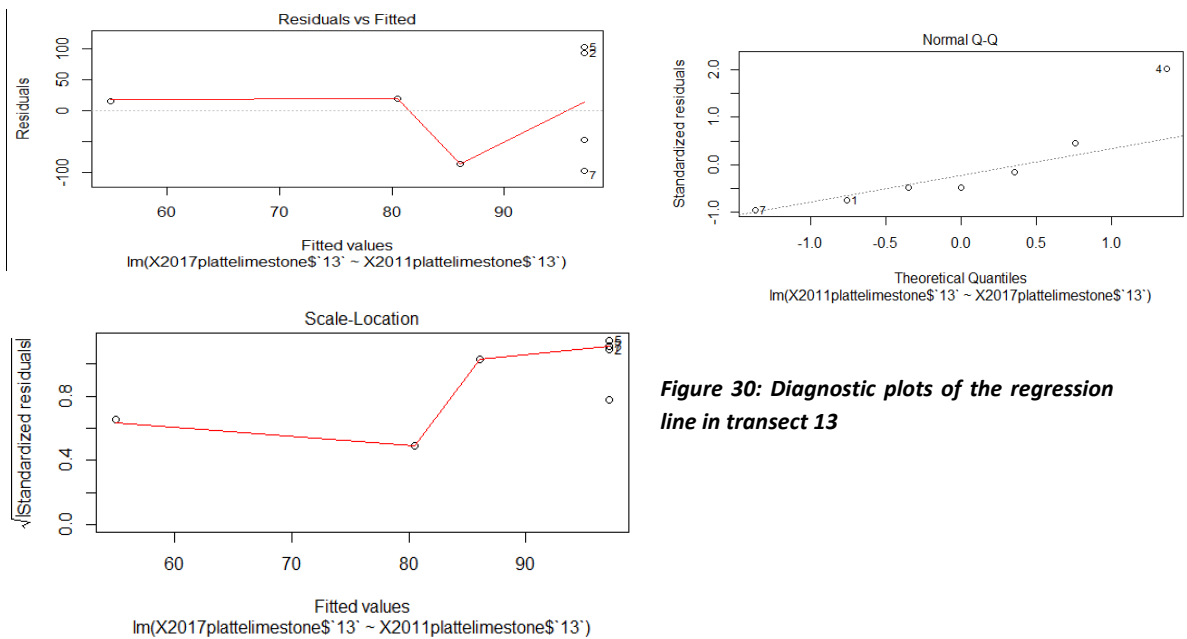 Residuals vs Fitted
Residuals
100
50
0
-100
5
2
7
60
70
80
90
Fitted values
lm(X2017plattelimestone$`13` ~ X2011plattelimestone$`13`)
Normal Q-Q
Standardized residuals
2.0
1.0
0.0
-1.0
4
1
7
-1.0
-0.5
0.0
0.5
1.0
Theoretical Quantiles
lm(X2011plattelimestone$`13` ~ X2017plattelimestone$`13`)
Scale-Location
√|Standardized residuals|
0.8
0.4
0.0
5
2
60
70
80
90
Fitted values
lm(X2017plattelimestone$`13` ~ X2011plattelimestone$`13`)
Figure 30: Diagnostic plots of the regression
line in transect 13